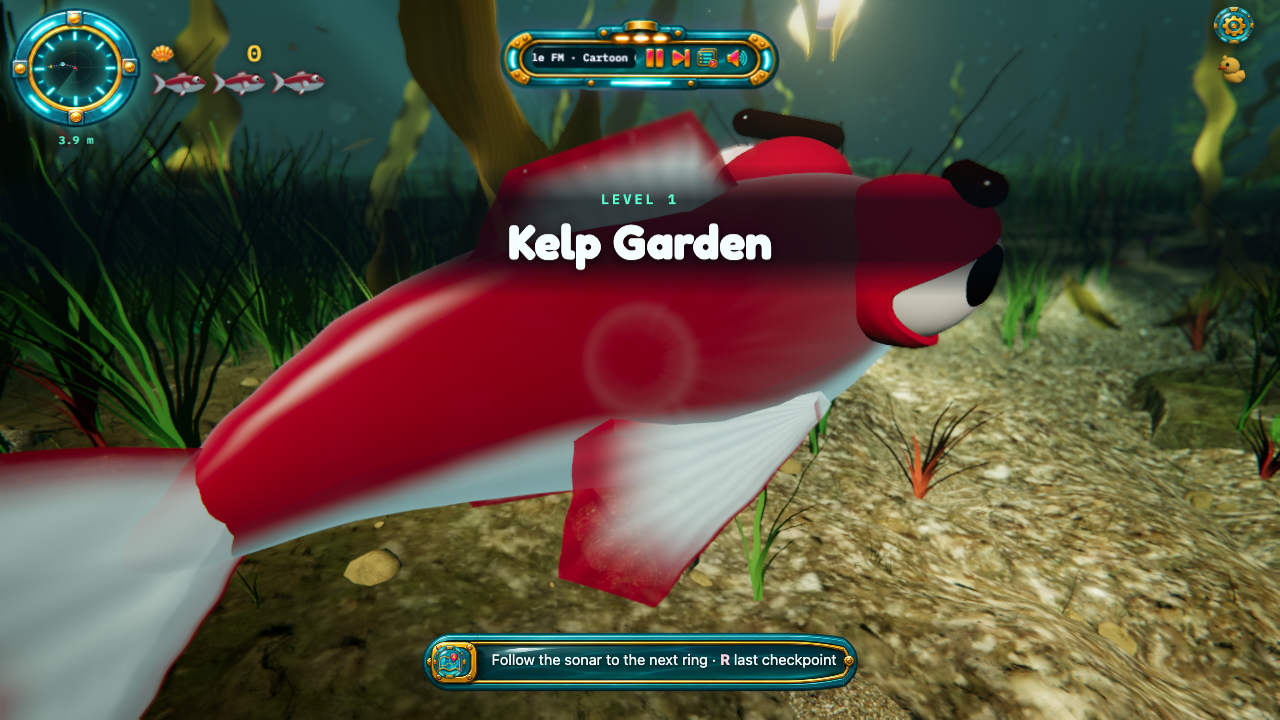 0
le FM · Cartoon
3.9 m
LEVEL 1
Kelp Garden
Follow the sonar to the next ring · R last checkpoint